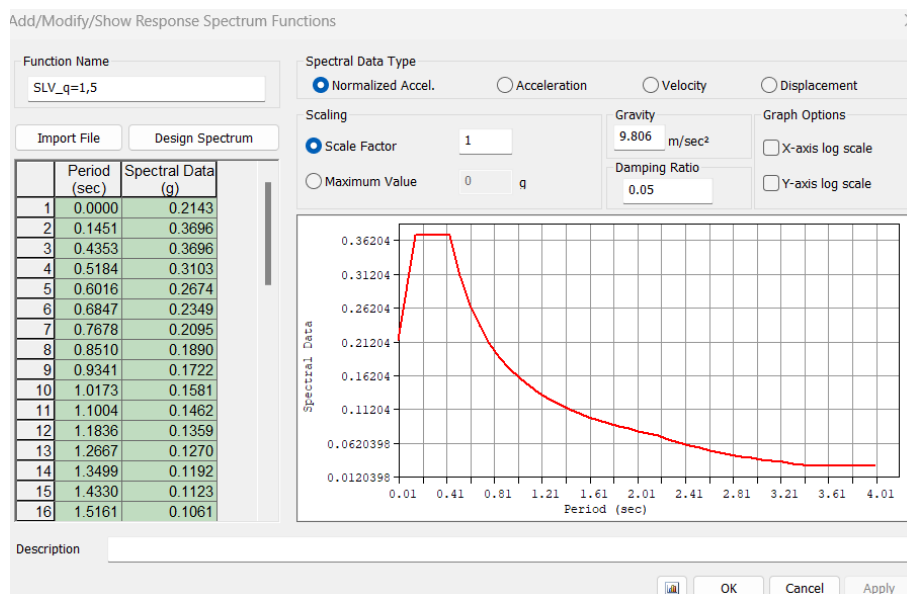 Add/Modify/Show Response Spectrum Functions
Function Name
SLV_q=1,5
Import File Design Spectrum
Period (sec) Spectral Data (g)
1 0.0000 0.2143
2 0.1451 0.3696
3 0.4353 0.3696
4 0.5184 0.3103
5 0.6016 0.2674
6 0.6847 0.2349
7 0.7678 0.2095
8 0.8510 0.1890
9 0.9341 0.1722
10 1.0173 0.1581
11 1.1004 0.1462
12 1.1836 0.1359
13 1.2667 0.1270
14 1.3499 0.1192
15 1.4330 0.1123
16 1.5161 0.1061
Spectral Data Type
Normalized Accel. Acceleration Velocity Displacement
Scaling
Scale Factor 1
Maximum Value 0 g
Gravity
9.806 m/sec²
Damping Ratio
0.05
Graph Options
X-axis log scale
Y-axis log scale
Spectral Data
0.36204
0.31204
0.26204
0.21204
0.16204
0.11204
0.0620398
0.0120398
0.01 0.41 0.81 1.21 1.61 2.01 2.41 2.81 3.21 3.61 4.01
Period (sec)
Description
OK Cancel Apply